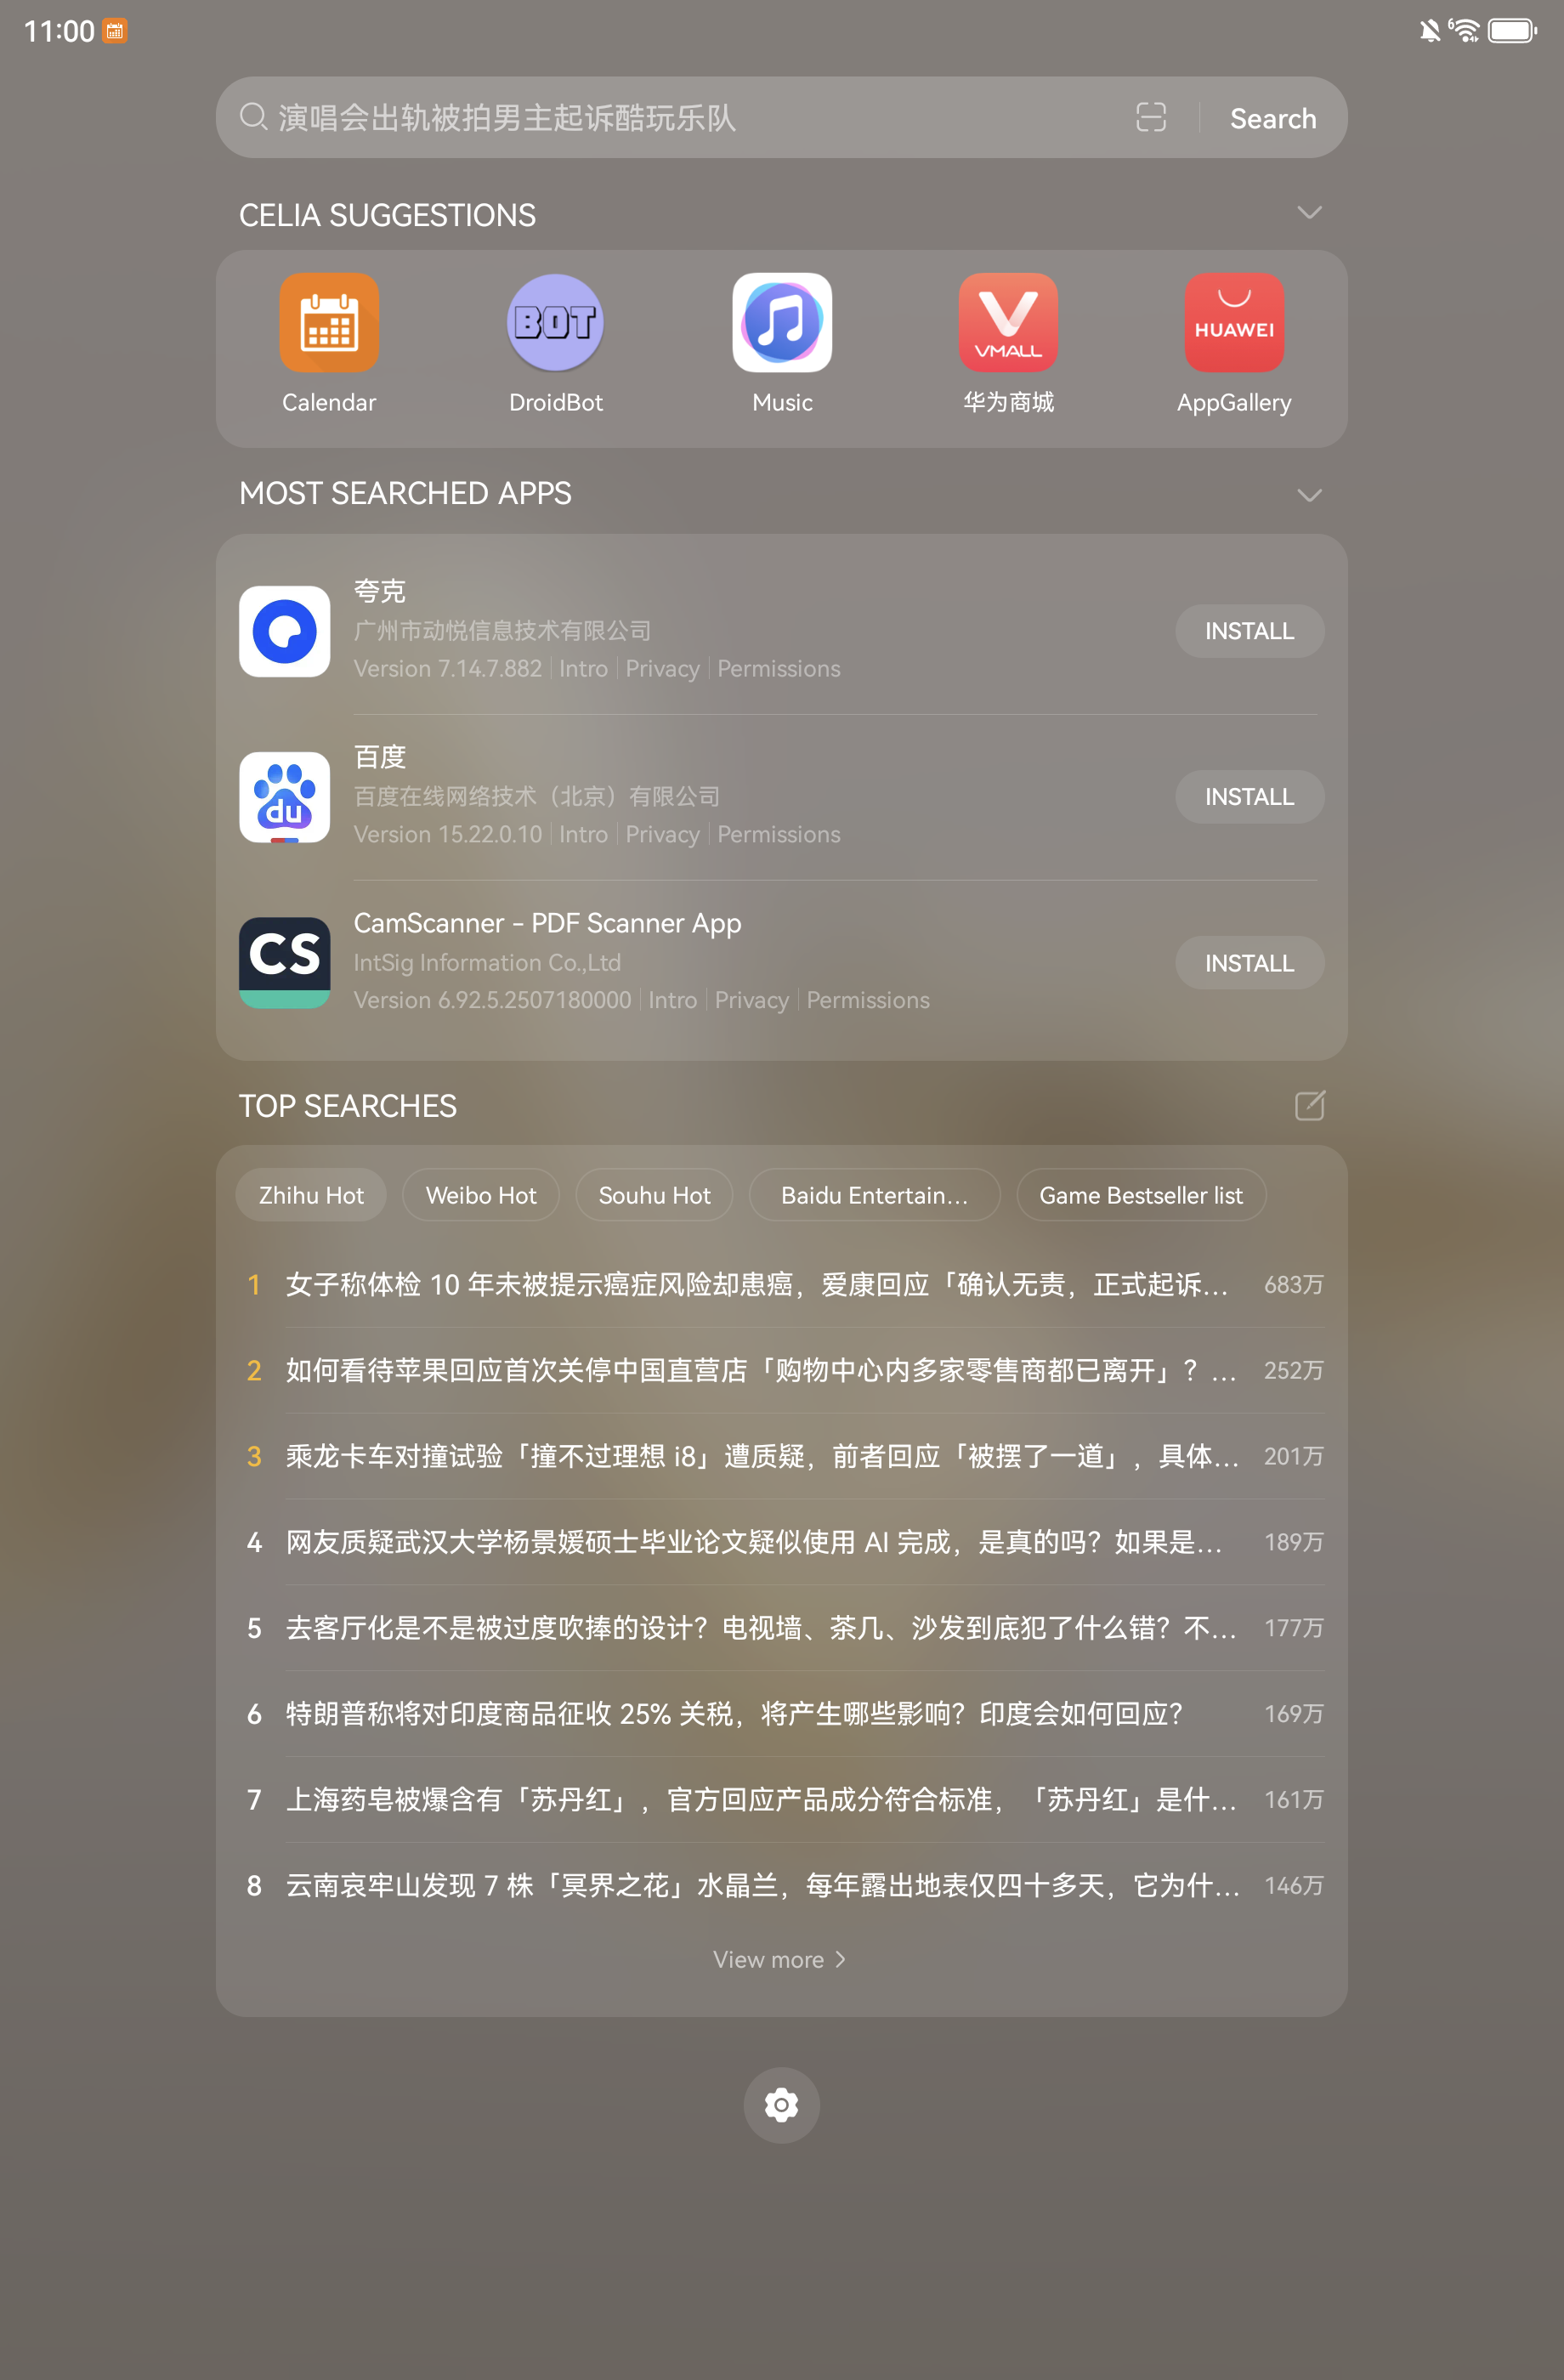 11:00
6
演唱会出轨被拍男主起诉酷玩乐队
Search
CELIA SUGGESTIONS
BOT
VMALL
HUAWEI
Calendar
DroidBot
Music
华为商城
AppGallery
MOST SEARCHED APPS
夸克
广州市动悦信息技术有限公司
Version 7.14.7.882 | Intro | Privacy | Permissions
INSTALL
du
百度
百度在线网络技术（北京）有限公司
Version 15.22.0.10 | Intro | Privacy | Permissions
INSTALL
CS
CamScanner - PDF Scanner App
IntSig Information Co.,Ltd
Version 6.92.5.2507180000 | Intro | Privacy | Permissions
INSTALL
TOP SEARCHES
Zhihu Hot
Weibo Hot
Souhu Hot
Baidu Entertain...
Game Bestseller list
1 女子称体检 10 年未被提示癌症风险却患癌，爱康回应「确认无责，正式起诉... 683万
2 如何看待苹果回应首次关停中国直营店「购物中心内多家零售商都已离开」？... 252万
3 乘龙卡车对撞试验「撞不过理想 i8」遭质疑，前者回应「被摆了一道」，具体... 201万
4 网友质疑武汉大学杨景媛硕士毕业论文疑似使用 AI 完成，是真的吗？如果是... 189万
5 去客厅化是不是被过度吹捧的设计？电视墙、茶几、沙发到底犯了什么错？不... 177万
6 特朗普称将对印度商品征收 25% 关税，将产生哪些影响？印度会如何回应？ 169万
7 上海药皂被爆含有「苏丹红」，官方回应产品成分符合标准，「苏丹红」是什... 161万
8 云南哀牢山发现 7 株「冥界之花」水晶兰，每年露出地表仅四十多天，它为什... 146万
View more